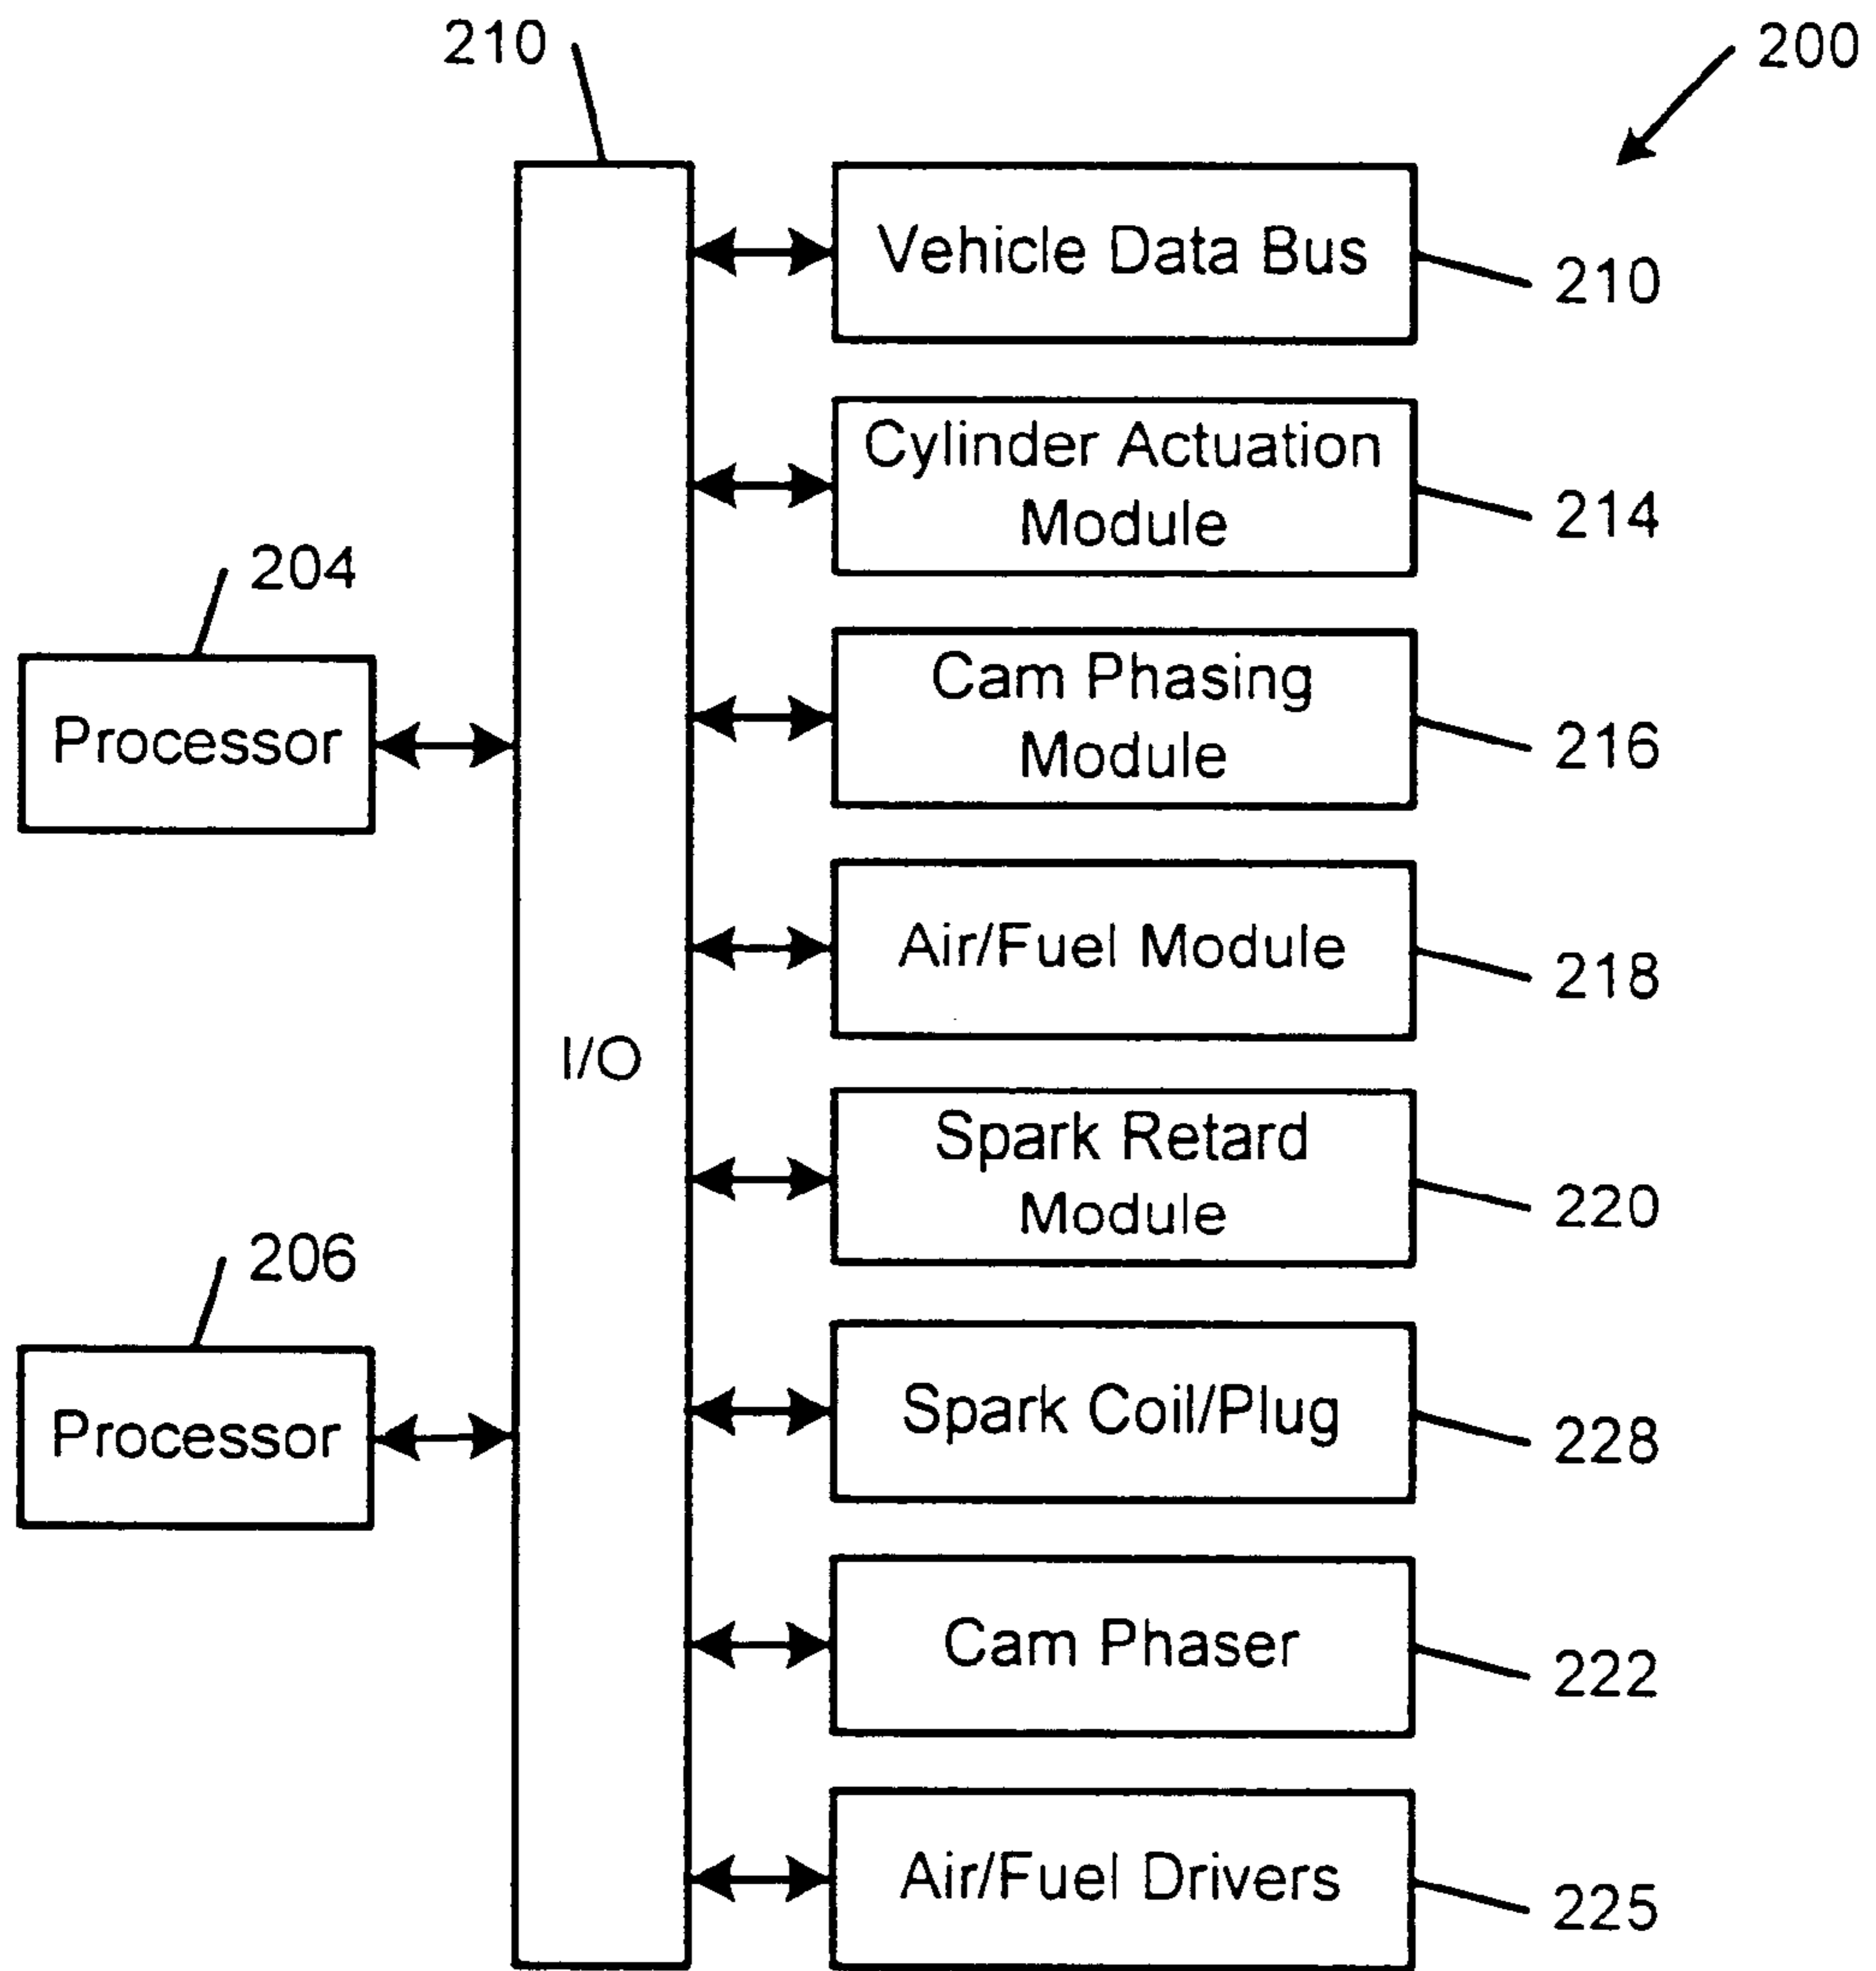 210
200
Vehicle Data Bus
210
Cylinder Actuation
Module
214
204
Processor
Cam Phasing
Module
216
Air/Fuel Module
218
I/O
Spark Retard
Module
220
206
Processor
Spark Coil/Plug
228
Cam Phaser
222
Air/Fuel Drivers
225